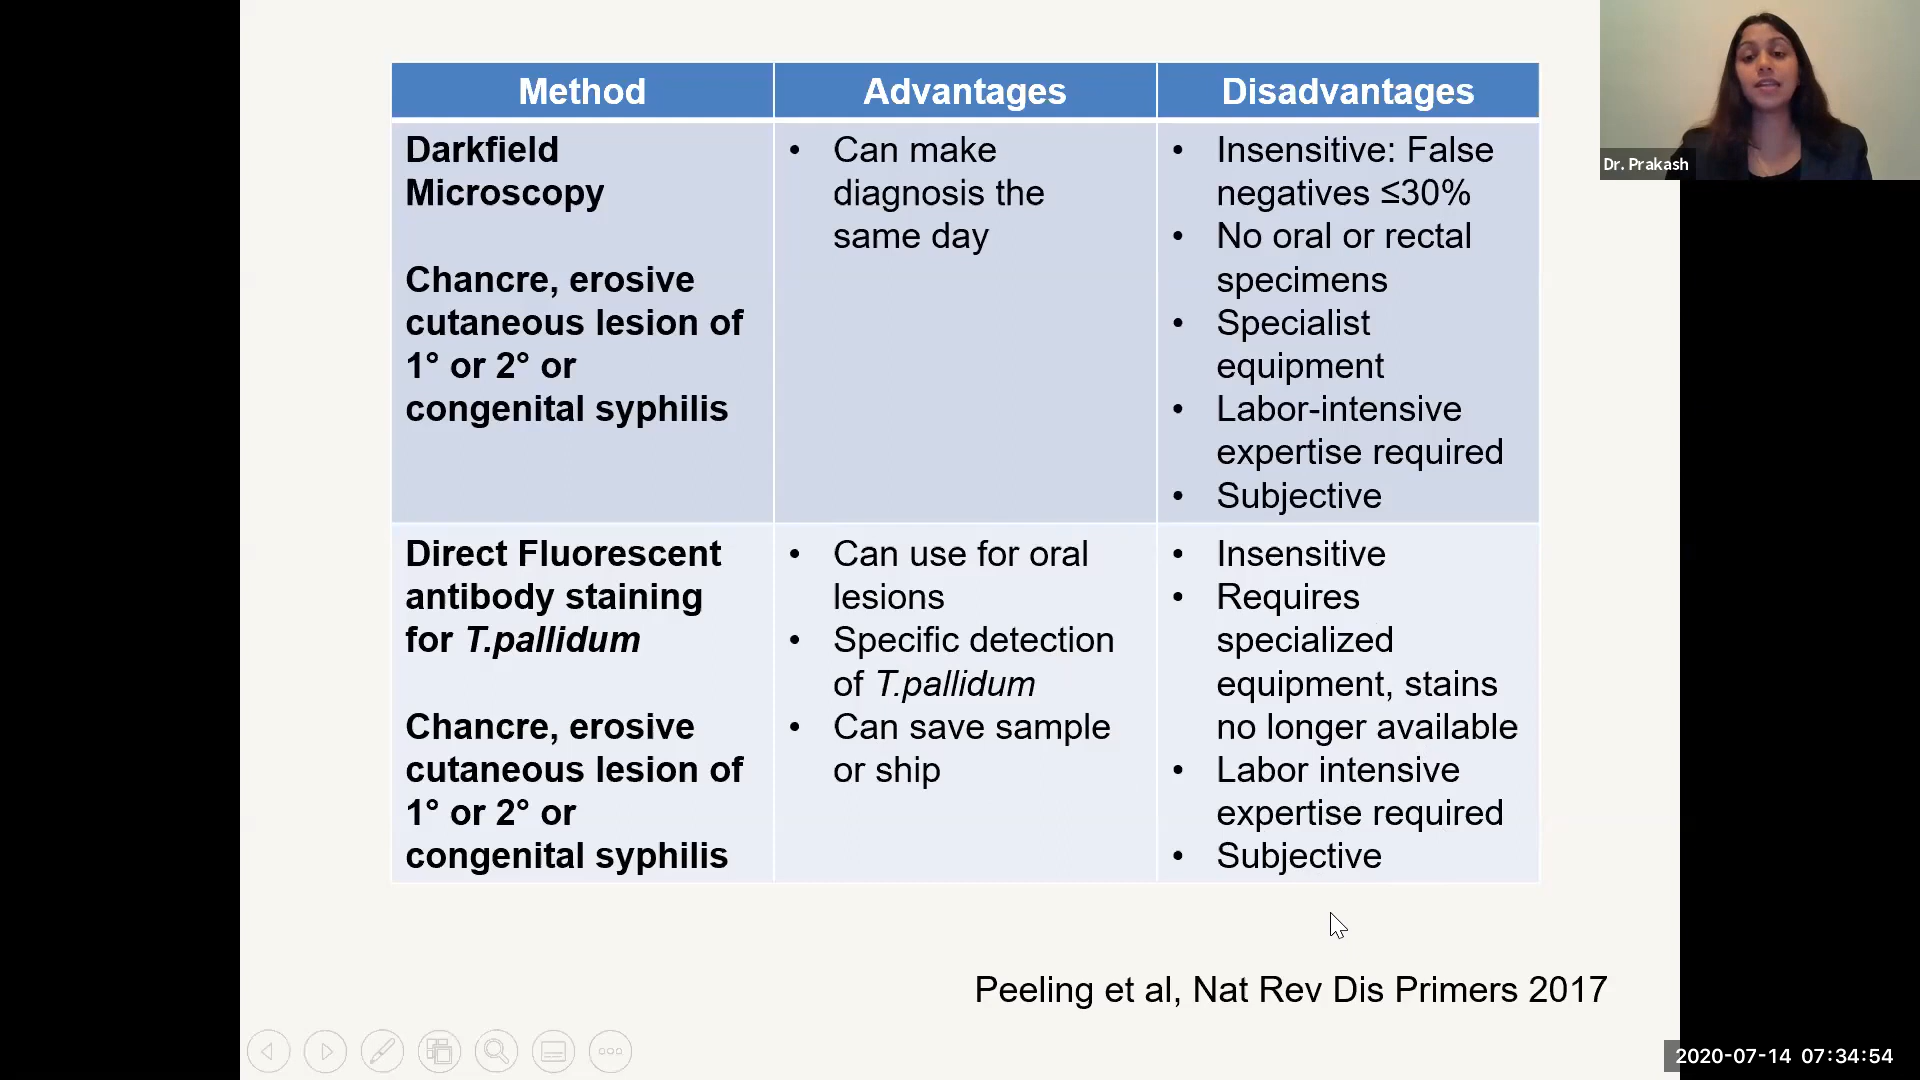 Method
Advantages
Disadvantages
Darkfield
Microscopy
Chancre, erosive
cutaneous lesion of
1° or 2° or
congenital syphilis
• Can make
diagnosis the
same day
• Insensitive: False
negatives ≤30%
• No oral or rectal
specimens
• Specialist
equipment
• Labor-intensive
expertise required
• Subjective
Direct Fluorescent
antibody staining
for T.pallidum
Chancre, erosive
cutaneous lesion of
1° or 2° or
congenital syphilis
• Can use for oral
lesions
• Specific detection
of T.pallidum
• Can save sample
or ship
• Insensitive
• Requires
specialized
equipment, stains
no longer available
• Labor intensive
expertise required
• Subjective
Peeling et al, Nat Rev Dis Primers 2017
Dr. Prakash
2020-07-14 07:34:54